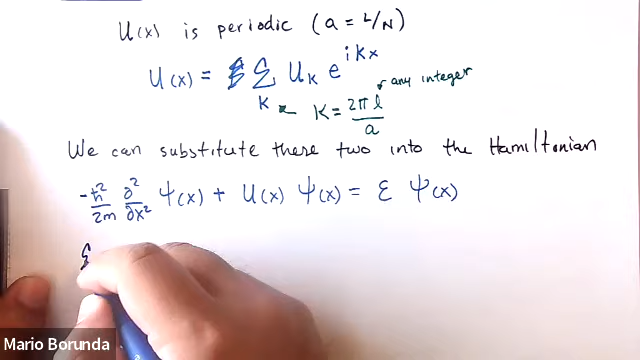 U(x) is periodic (a = L/N)
U(x) = Σ U_K e^{iKx}
K
K = 2πl/a
any integer
We can substitute these two into the Hamiltonian
-ħ²/2m ∂²/∂x² Ψ(x) + U(x) Ψ(x) = ε Ψ(x)
Mario Borunda